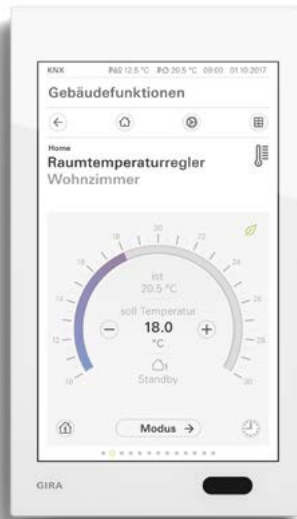 KNX 12.5 °C 20.5 °C 09:00 01.10.2017
Gebäudefunktionen
Home
Raumtemperaturregler
Wohnzimmer
20
18 22
16 24
14 26
12 28
10 30
ist
20.5 °C
soll Temperatur
18.0
°C
Standby
Modus →
GIRA